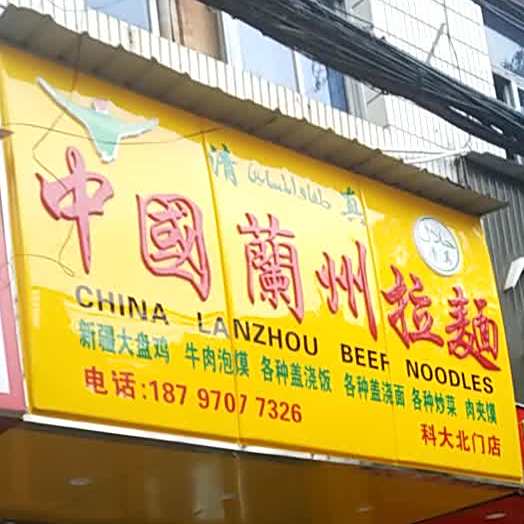 清 真
中國蘭州拉麵
CHINA LANZHOU BEEF NOODLES
新疆大盘鸡 牛肉泡馍 各种盖浇饭 各种盖浇面 各种炒菜 肉夹馍
电话:187 9707 7326
科大北门店